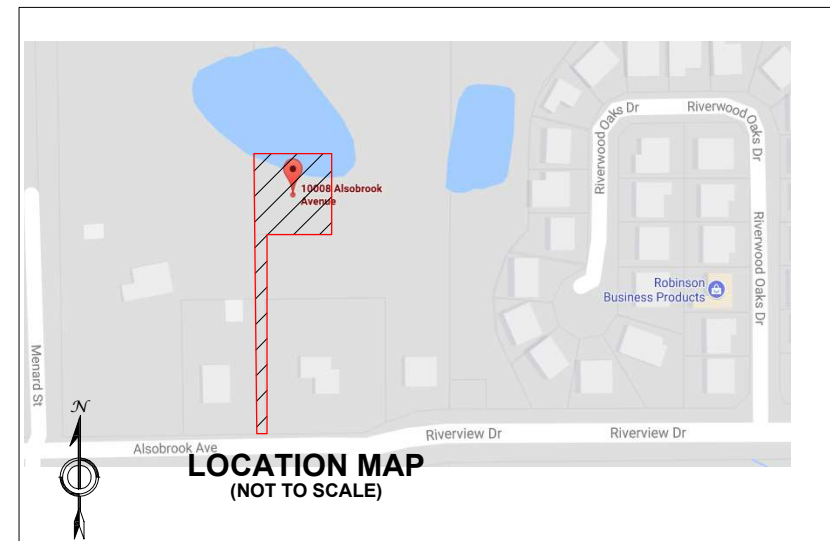 Riverwood Oaks Dr
Riverwood Oaks Dr
Riverwood Oaks Dr
10008 Alsobrook
Avenue
Robinson
Business Products
Menard St
N
Alsobrook Ave
Riverview Dr
Riverview Dr
LOCATION MAP
(NOT TO SCALE)